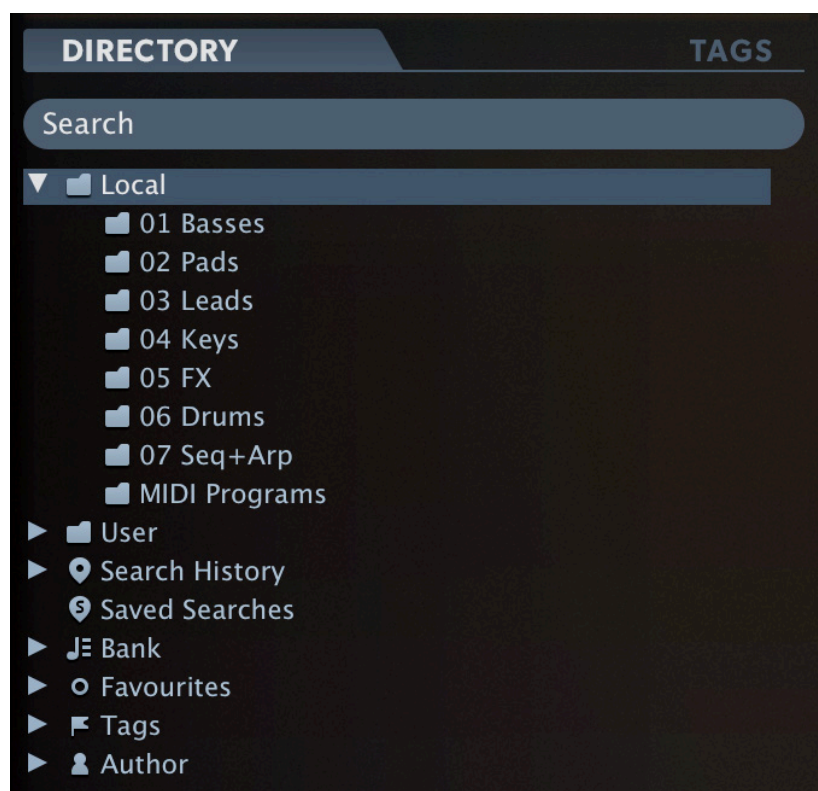 DIRECTORY TAGS
Search
Local
01 Basses
02 Pads
03 Leads
04 Keys
05 FX
06 Drums
07 Seq+Arp
MIDI Programs
User
Search History
S Saved Searches
Bank
Favourites
Tags
Author